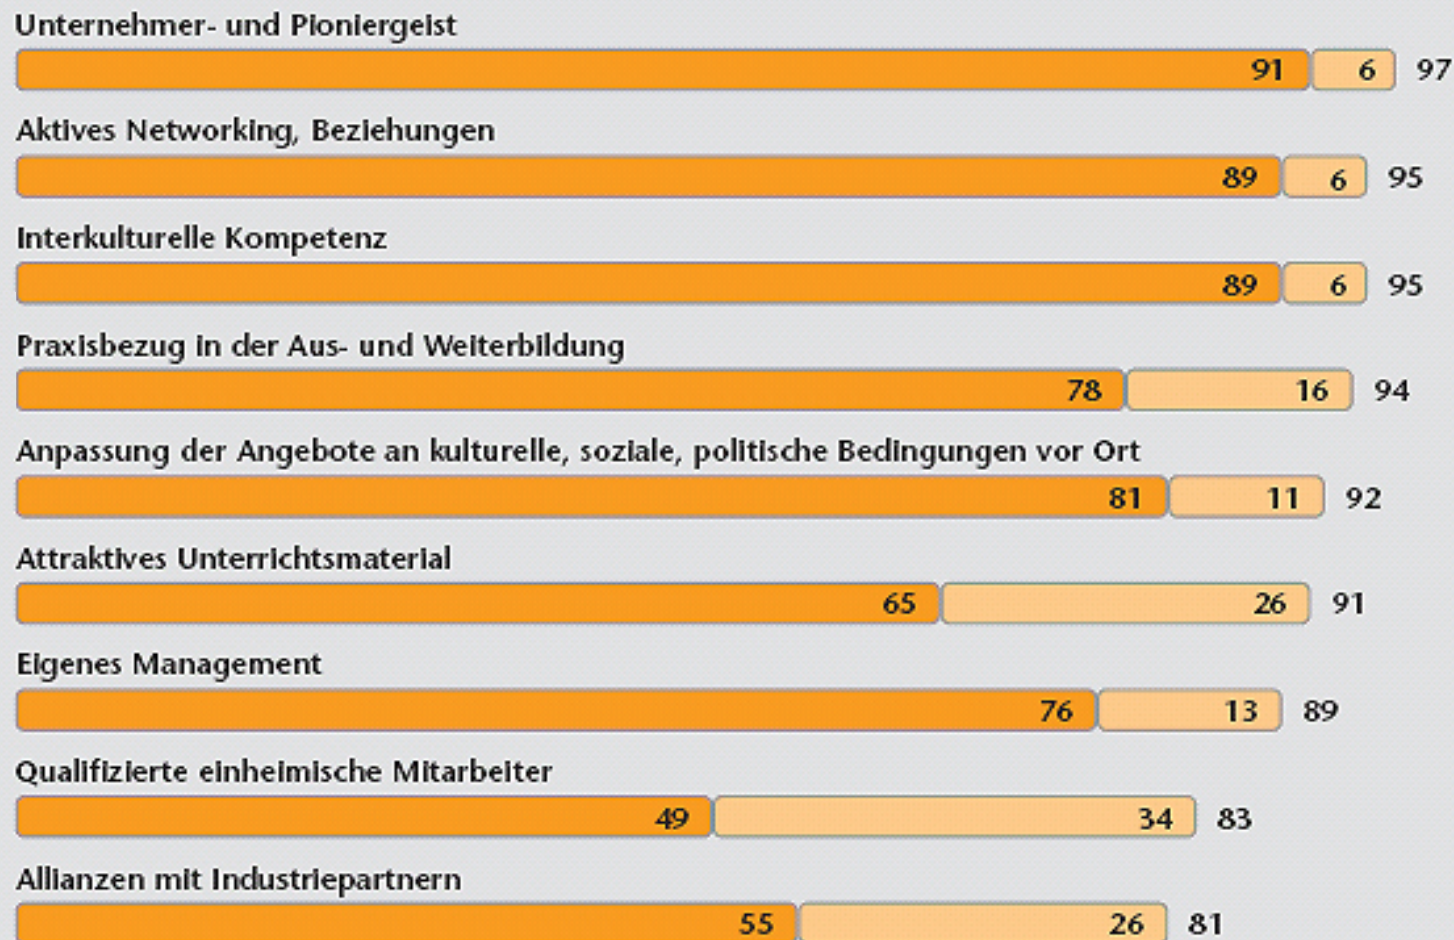 Unternehmer- und Pioniergeist
91 6 97
Aktives Networking, Beziehungen
89 6 95
Interkulturelle Kompetenz
89 6 95
Praxisbezug in der Aus- und Weiterbildung
78 16 94
Anpassung der Angebote an kulturelle, soziale, politische Bedingungen vor Ort
81 11 92
Attraktives Unterrichtsmaterial
65 26 91
Eigenes Management
76 13 89
Qualifizierte einheimische Mitarbeiter
49 34 83
Allianzen mit Industriepartnern
55 26 81